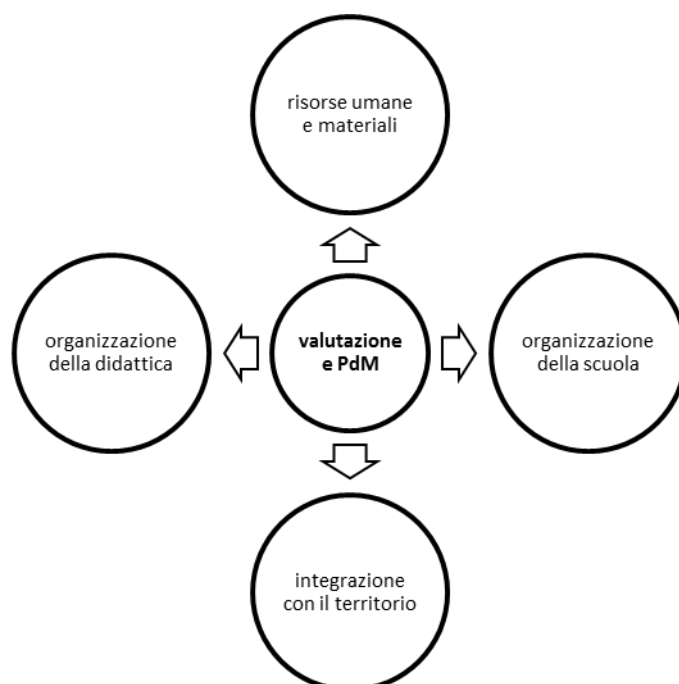 risorse umane
e materiali
organizzazione
della didattica
valutazione
e PdM
organizzazione
della scuola
integrazione
con il territorio